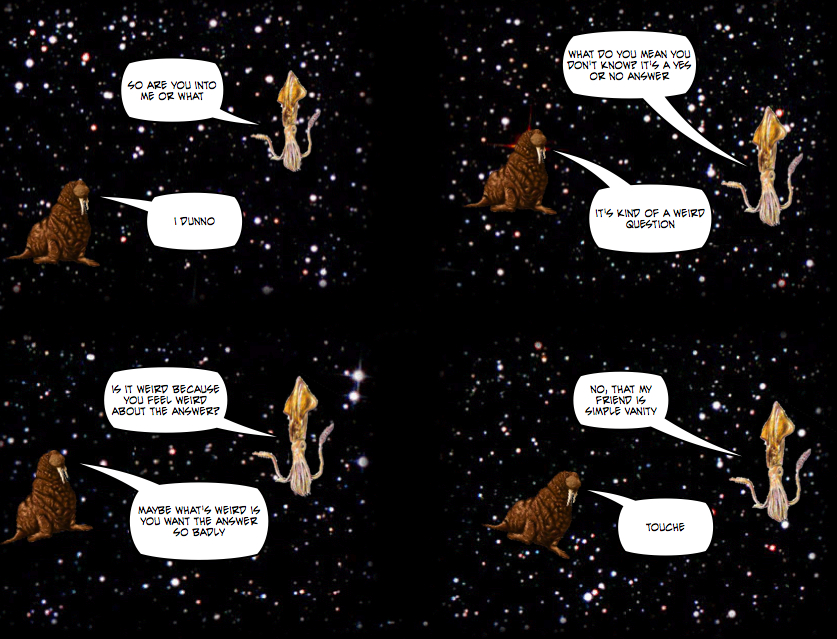 SO ARE YOU INTO
ME OR WHAT
I DUNNO
WHAT DO YOU MEAN YOU
DON'T KNOW? IT'S A YES
OR NO ANSWER
IT'S KIND OF A WEIRD
QUESTION
IS IT WEIRD BECAUSE
YOU FEEL WEIRD
ABOUT THE ANSWER?
MAYBE WHAT'S WEIRD IS
YOU WANT THE ANSWER
SO BADLY
NO, THAT MY
FRIEND IS
SIMPLE VANITY
TOUCHE